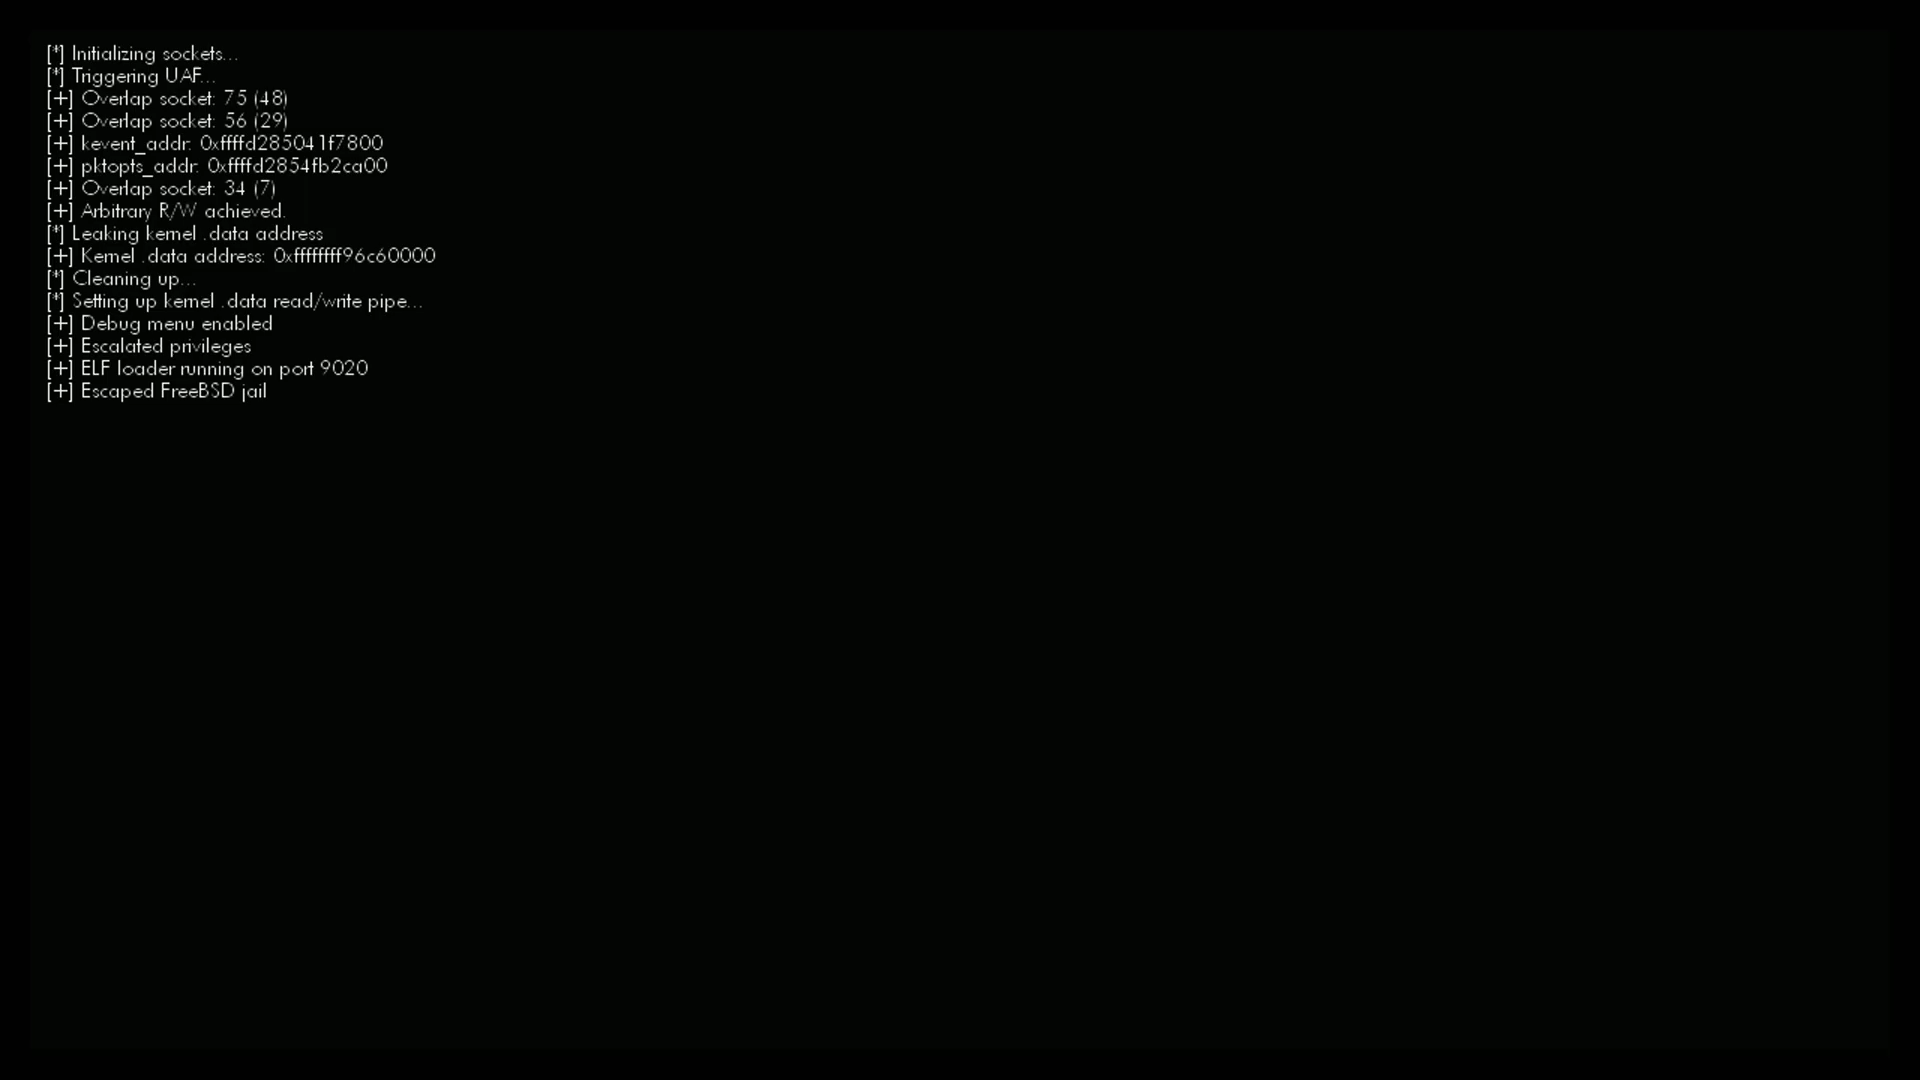 [*] Initializing sockets...
[*] Triggering UAF...
[+] Overlap socket: 75 (48)
[+] Overlap socket: 56 (29)
[+] kevent_addr: 0xffffd285041f7800
[+] pktopts_addr: 0xffffd2854fb2ca00
[+] Overlap socket: 34 (7)
[+] Arbitrary R/W achieved.
[*] Leaking kernel .data address
[+] Kernel .data address: 0xffffffff96c60000
[*] Cleaning up...
[*] Setting up kernel .data read/write pipe...
[+] Debug menu enabled
[+] Escalated privileges
[+] ELF loader running on port 9020
[+] Escaped FreeBSD jail